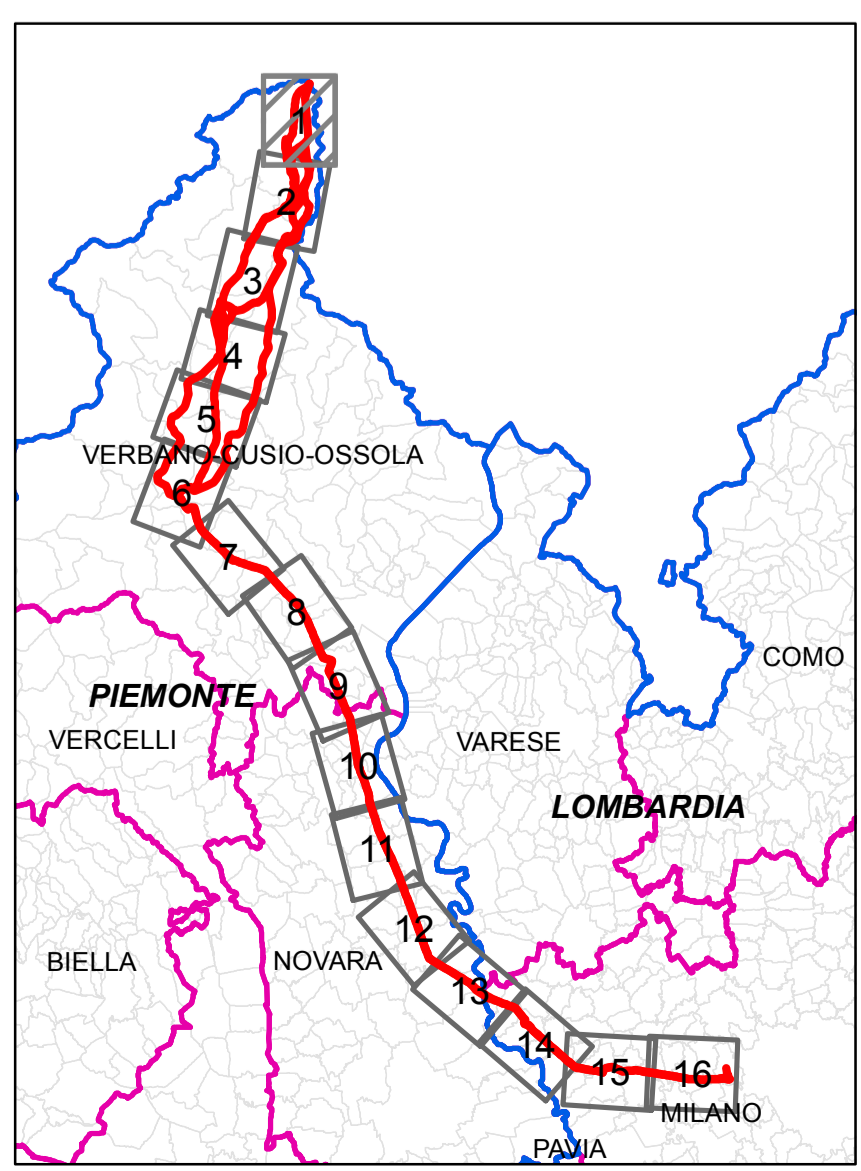 1
2
3
4
5
VERBANO-CUSIO-OSSOLA
6
7
8
COMO
9
PIEMONTE
VERCELLI
VARESE
10
LOMBARDIA
11
12
BIELLA
NOVARA
13
14
15
16
MILANO
PAVIA